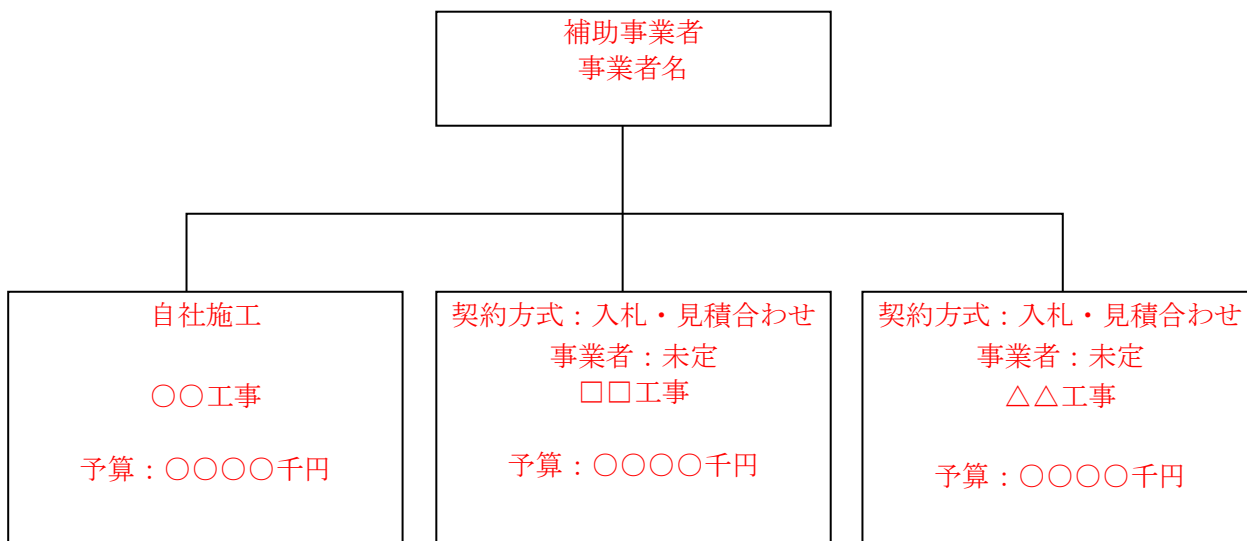 補助事業者
事業者名
自社施工
○○工事
予算：○○○○千円
契約方式：入札・見積合わせ
事業者：未定
□□工事
予算：○○○○千円
契約方式：入札・見積合わせ
事業者：未定
△△工事
予算：○○○○千円